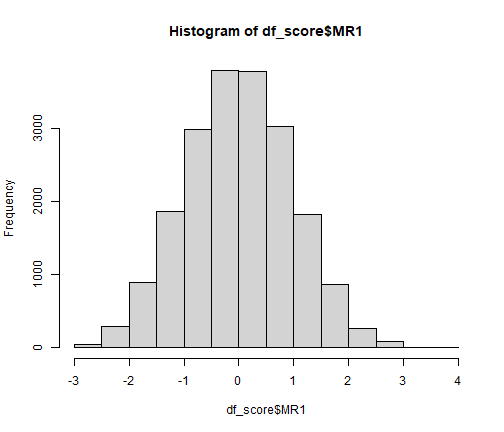 Histogram of df_score$MR1
Frequency
3000
2000
1000
0
-3 -2 -1 0 1 2 3 4
df_score$MR1